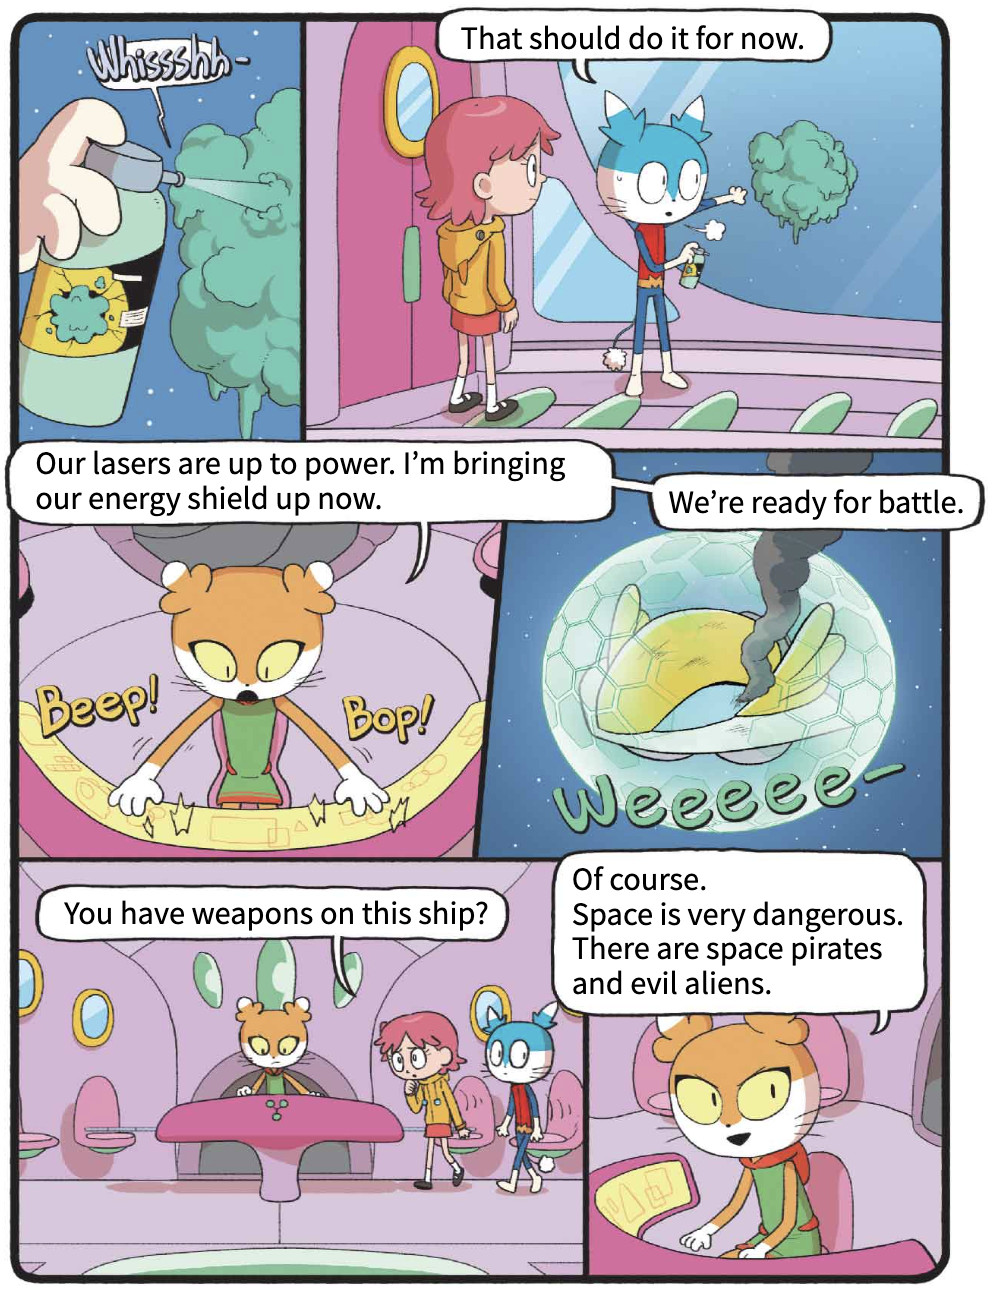 Whissshh-
That should do it for now.
Our lasers are up to power. I'm bringing
our energy shield up now.
We're ready for battle.
Beep!
Bop!
Weeeee-
You have weapons on this ship?
Of course.
Space is very dangerous.
There are space pirates
and evil aliens.